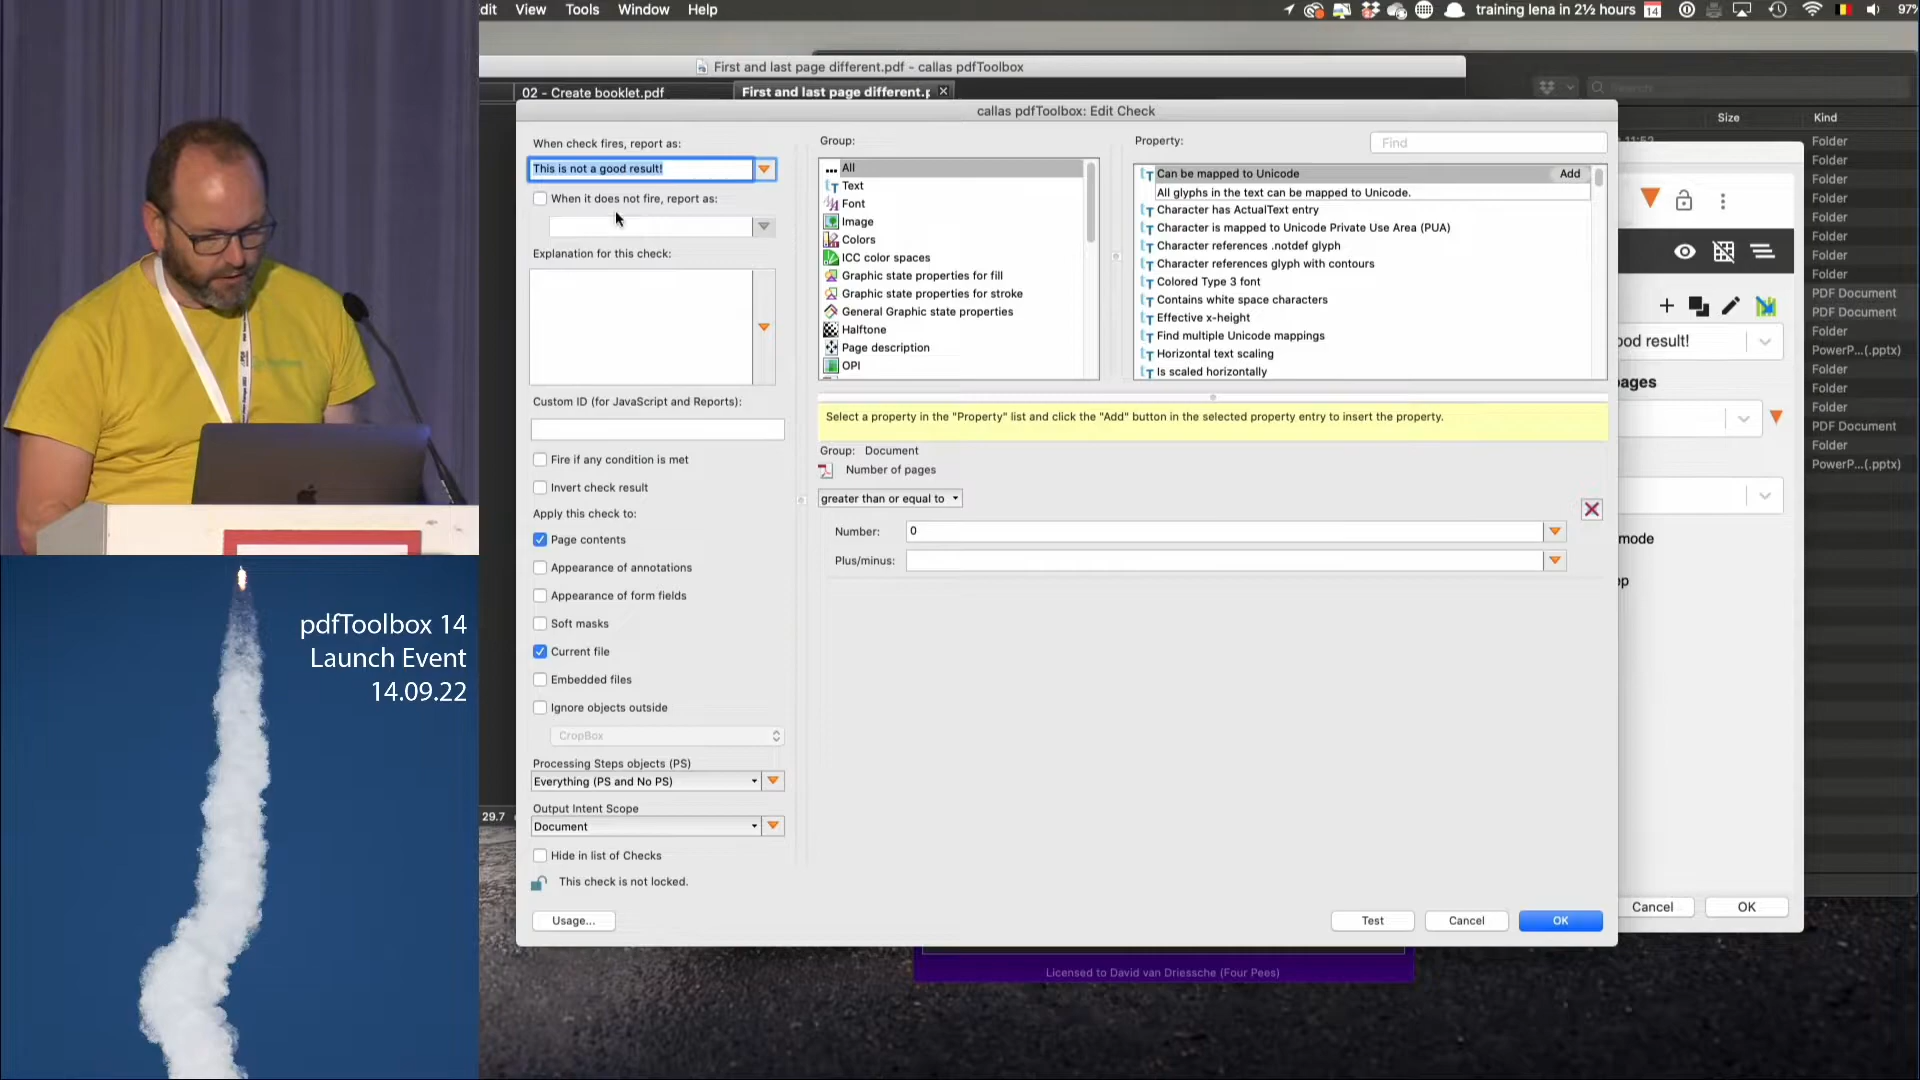 dit View Tools Window Help
training lena in 2½ hours
14
97%
First and last page different.pdf - callas pdfToolbox
02 - Create booklet.pdf
First and last page different.p
Size
Kind
callas pdfToolbox: Edit Check
When check fires, report as:
This is not a good result!
When it does not fire, report as:
Explanation for this check:
Custom ID (for JavaScript and Reports):
Fire if any condition is met
Invert check result
Apply this check to:
Page contents
Appearance of annotations
Appearance of form fields
Soft masks
Current file
Embedded files
Ignore objects outside
CropBox
Processing Steps objects (PS)
Everything (PS and No PS)
Output Intent Scope
Document
Hide in list of Checks
This check is not locked.
Usage...
Group:
All
Text
Font
Image
Colors
ICC color spaces
Graphic state properties for fill
Graphic state properties for stroke
General Graphic state properties
Halftone
Page description
OPI
Property:
Find
Can be mapped to Unicode
Add
All glyphs in the text can be mapped to Unicode.
Character has ActualText entry
Character is mapped to Unicode Private Use Area (PUA)
Character references .notdef glyph
Character references glyph with contours
Colored Type 3 font
Contains white space characters
Effective x-height
Find multiple Unicode mappings
Horizontal text scaling
Is scaled horizontally
Select a property in the "Property" list and click the "Add" button in the selected property entry to insert the property.
Group: Document
Number of pages
greater than or equal to
Number: 0
Plus/minus:
Test
Cancel
OK
ood result!
ages
mode
ep
Cancel
OK
Folder
Folder
Folder
Folder
Folder
Folder
Folder
Folder
PDF Document
PDF Document
Folder
PowerP...(.pptx)
Folder
Folder
Folder
PDF Document
Folder
PowerP...(.pptx)
29.7
Licensed to David van Driessche (Four Pees)
pdfToolbox 14
Launch Event
14.09.22